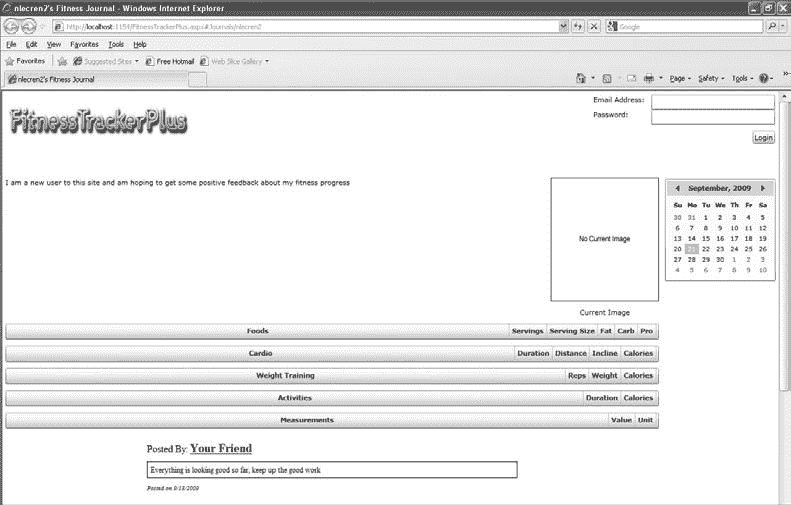 nlecren2's Fitness Journal - Windows Internet Explorer
http://localhost:1154/FitnessTrackerPlus.aspx#Journals/nlecren2
Google
File Edit View Favorites Tools Help
Favorites Suggested Sites Free Hotmail Web Slice Gallery
nlecren2's Fitness Journal Page Safety Tools
FitnessTrackerPlus
Email Address:
Password:
Login
I am a new user to this site and am hoping to get some positive feedback about my fitness progress
No Current Image
Current Image
September, 2009
Su Mo Tu We Th Fr Sa
30 31 1 2 3 4 5
6 7 8 9 10 11 12
13 14 15 16 17 18 19
20 21 22 23 24 25 26
27 28 29 30 1 2 3
4 5 6 7 8 9 10
Foods Servings Serving Size Fat Carb Pro
Cardio Duration Distance Incline Calories
Weight Training Reps Weight Calories
Activities Duration Calories
Measurements Value Unit
Posted By: Your Friend
Everything is looking good so far, keep up the good work
Posted on 9/18/2009